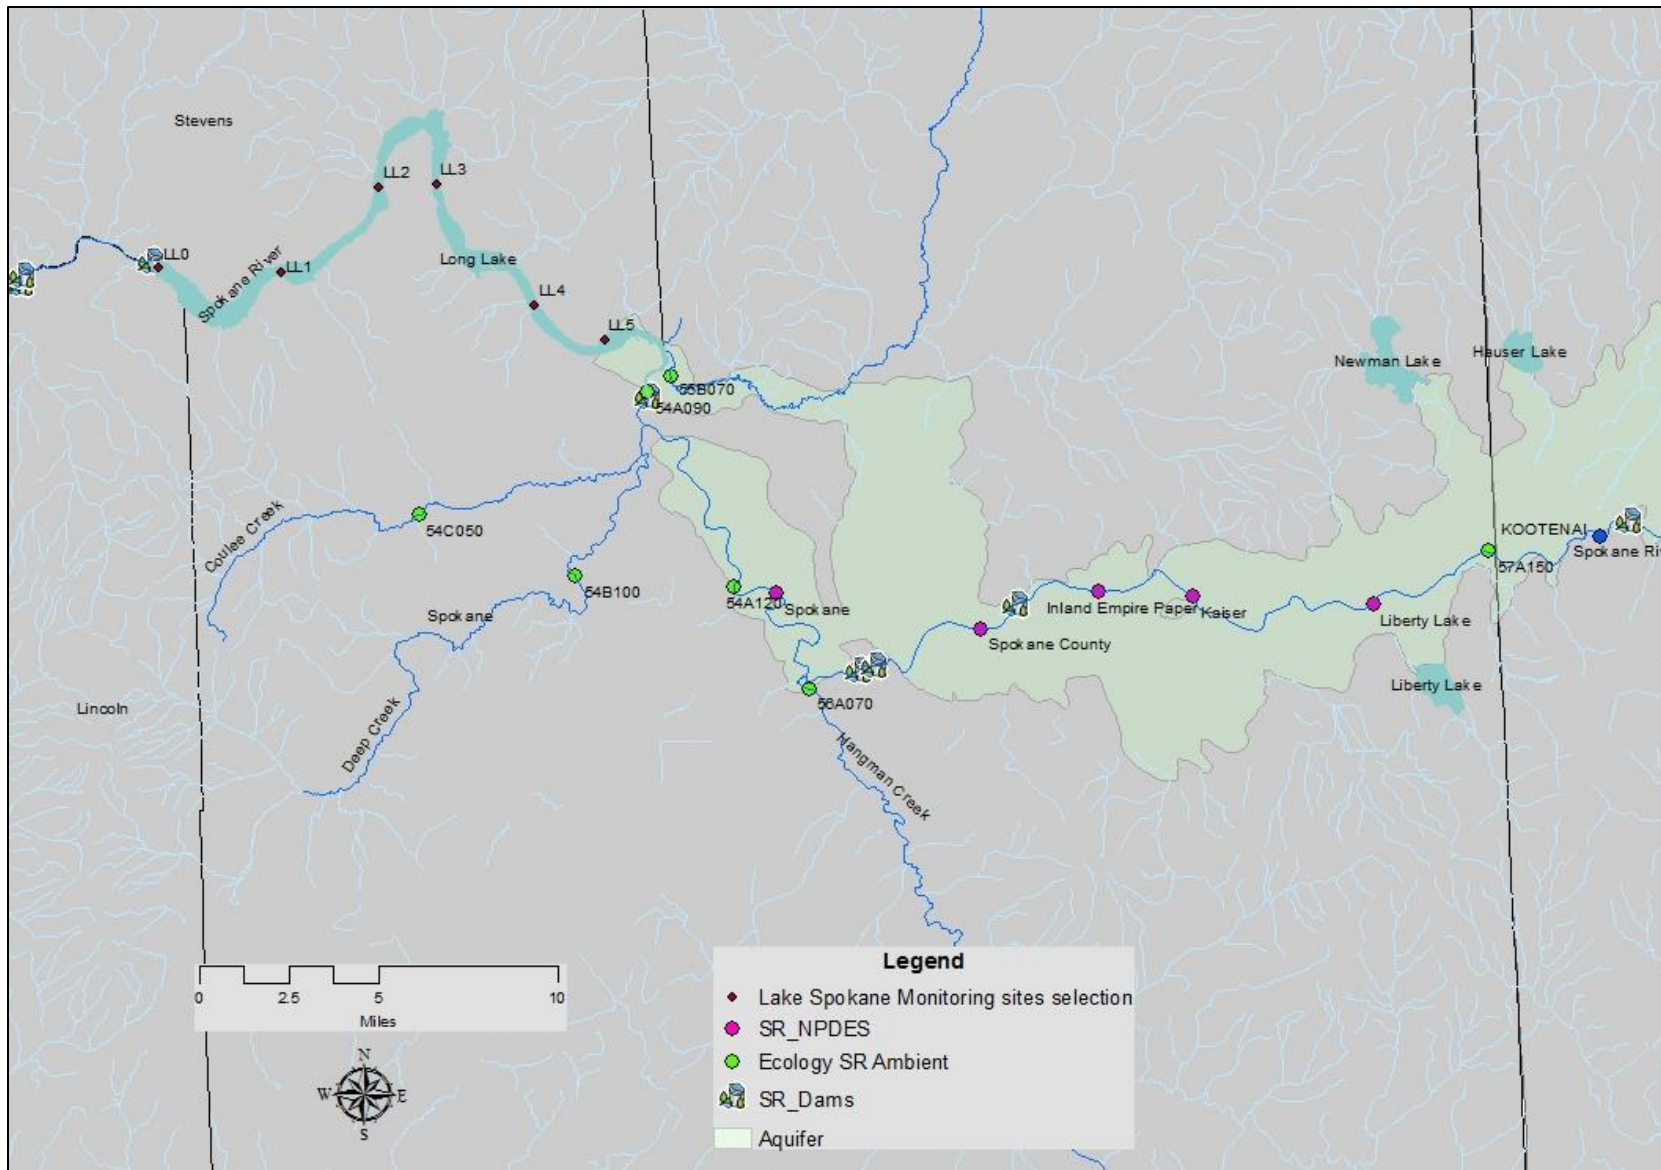 Stevens
LL2
LL3
LL0
Spokane River
LL1
Long Lake
LL4
LL5
Newman Lake
Hauser Lake
55B070
54A090
Coulee Creek
54C050
54B100
Spokane
54A120
Spokane
Inland Empire Paper
Kaiser
Spokane County
Liberty Lake
Liberty Lake
KOOTENAI
Spokane Riv
57A150
56A070
Lincoln
Deep Creek
Hangman Creek
0 2.5 5 10
Miles
N
W E
S
Legend
Lake Spokane Monitoring sites selection
SR_NPDES
Ecology SR Ambient
SR_Dams
Aquifer